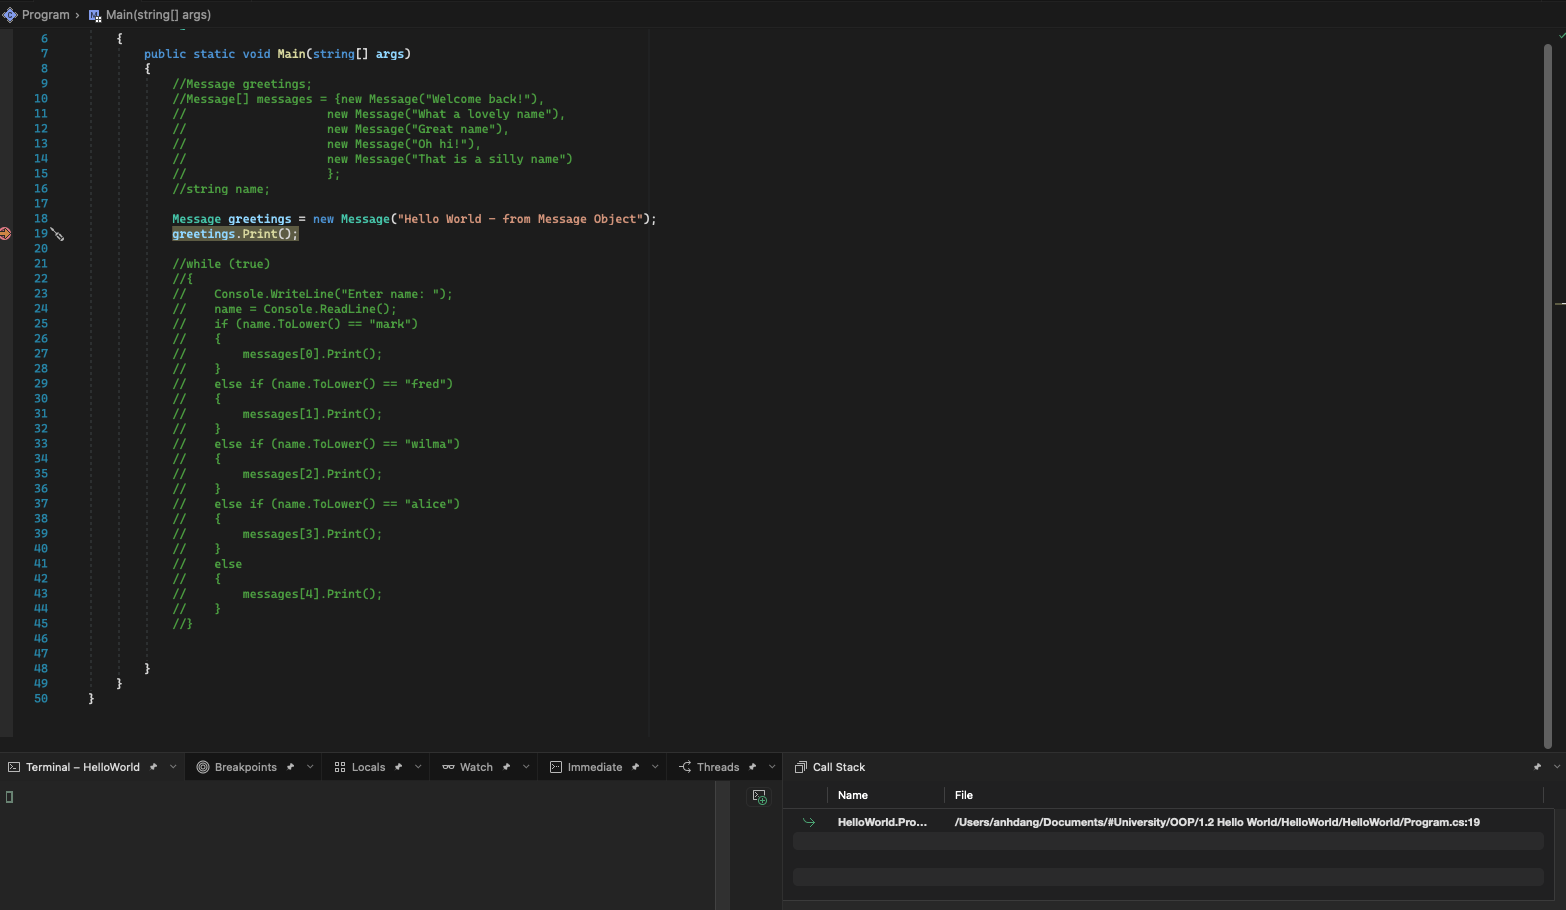 Program › Main(string[] args)
6 {
7 public static void Main(string[] args)
8 {
9 //Message greetings;
10 //Message[] messages = {new Message("Welcome back!"),
11 // new Message("What a lovely name"),
12 // new Message("Great name"),
13 // new Message("Oh hi!"),
14 // new Message("That is a silly name")
15 // };
16 //string name;
17
18 Message greetings = new Message("Hello World - from Message Object");
19 greetings.Print();
20
21 //while (true)
22 //{
23 // Console.WriteLine("Enter name: ");
24 // name = Console.ReadLine();
25 // if (name.ToLower() == "mark")
26 // {
27 // messages[0].Print();
28 // }
29 // else if (name.ToLower() == "fred")
30 // {
31 // messages[1].Print();
32 // }
33 // else if (name.ToLower() == "wilma")
34 // {
35 // messages[2].Print();
36 // }
37 // else if (name.ToLower() == "alice")
38 // {
39 // messages[3].Print();
40 // }
41 // else
42 // {
43 // messages[4].Print();
44 // }
45 //}
46
47
48 }
49 }
50 }
Terminal – HelloWorld Breakpoints Locals Watch Immediate Threads Call Stack
Name File
HelloWorld.Pro... /Users/anhdang/Documents/#University/OOP/1.2 Hello World/HelloWorld/HelloWorld/Program.cs:19